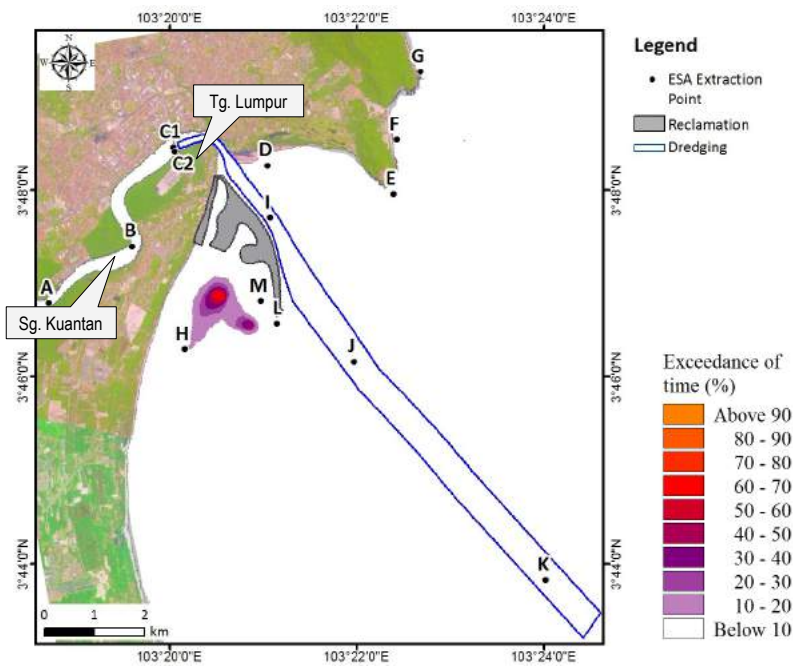 103°20'0"E
103°22'0"E
103°24'0"E
N
W
E
S
Tg. Lumpur
Sg. Kuantan
G
F
E
D
C1
C2
I
B
A
M
L
H
J
K
3°48'0"N
3°46'0"N
3°44'0"N
3°48'0"N
3°46'0"N
3°44'0"N
0 1 2
km
103°20'0"E
103°22'0"E
103°24'0"E
Legend
ESA Extraction
Point
Reclamation
Dredging
Exceedance of
time (%)
Above 90
80 - 90
70 - 80
60 - 70
50 - 60
40 - 50
30 - 40
20 - 30
10 - 20
Below 10